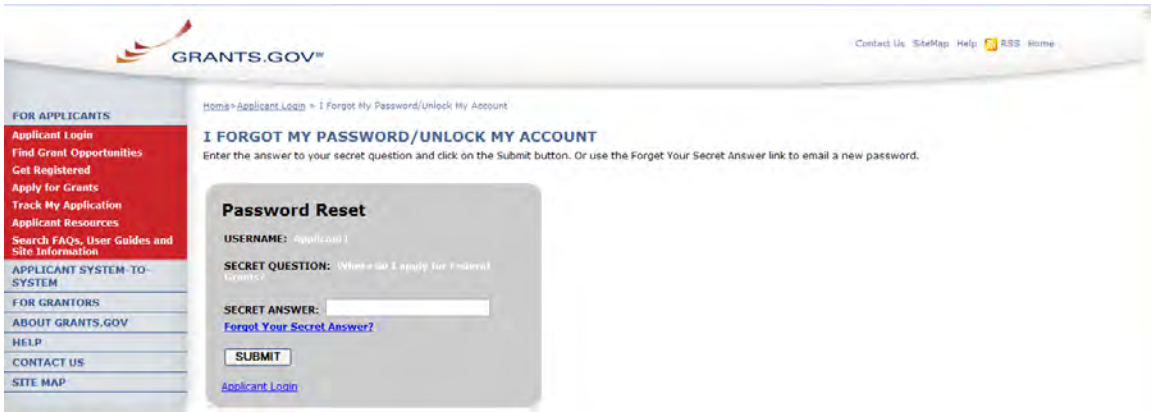 GRANTS.GOV℠
Contact Us SiteMap Help RSS Home
Home > Applicant Login > I Forgot My Password/Unlock My Account
I FORGOT MY PASSWORD/UNLOCK MY ACCOUNT
Enter the answer to your secret question and click on the Submit button. Or use the Forget Your Secret Answer link to email a new password.
FOR APPLICANTS
Applicant Login
Find Grant Opportunities
Get Registered
Apply for Grants
Track My Application
Applicant Resources
Search FAQs, User Guides and
Site Information
APPLICANT SYSTEM-TO-
SYSTEM
FOR GRANTORS
ABOUT GRANTS.GOV
HELP
CONTACT US
SITE MAP
Password Reset
USERNAME: Applicant1
SECRET QUESTION: Where do I apply for Federal
Grants?
SECRET ANSWER:
Forgot Your Secret Answer?
SUBMIT
Applicant Login